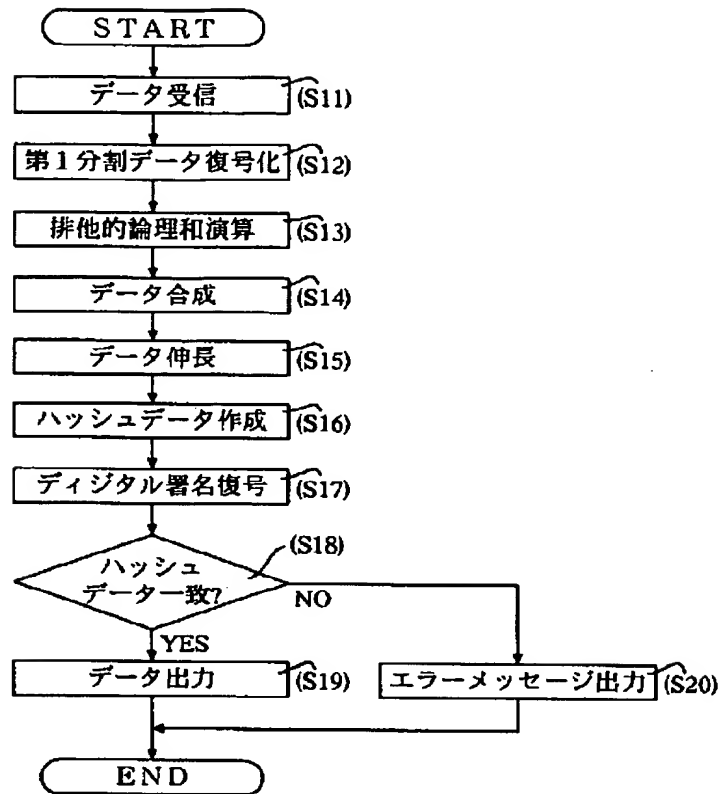 START
データ受信 (S11)
第1分割データ復号化 (S12)
排他的論理和演算 (S13)
データ合成 (S14)
データ伸長 (S15)
ハッシュデータ作成 (S16)
ディジタル署名復号 (S17)
(S18)
ハッシュ
データ一致?
NO
YES
データ出力 (S19)
エラーメッセージ出力 (S20)
END